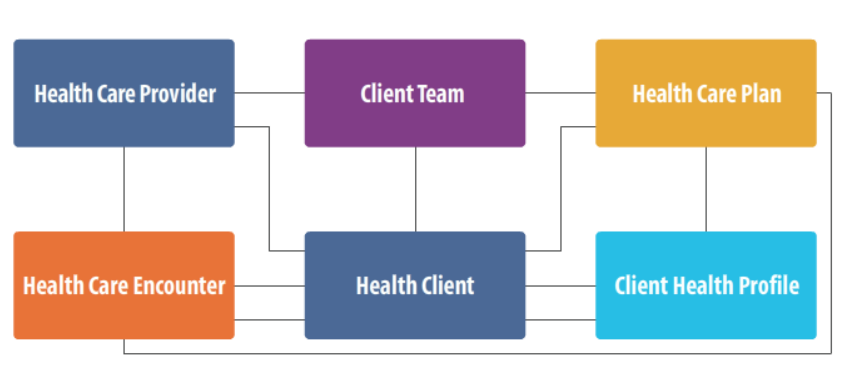 Health Care Provider
Client Team
Health Care Plan
Health Care Encounter
Health Client
Client Health Profile